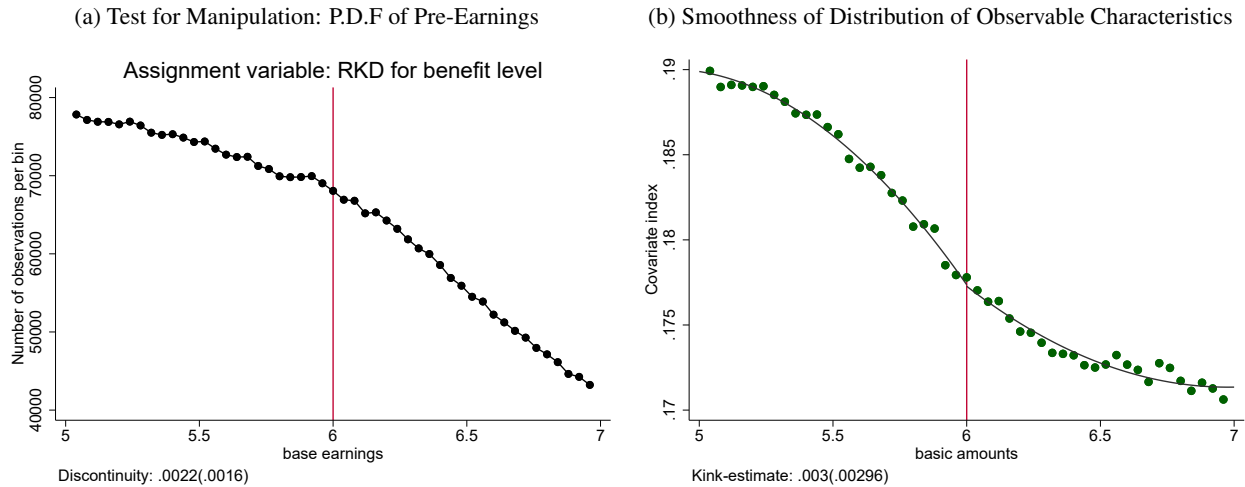 (a) Test for Manipulation: P.D.F of Pre-Earnings
Assignment variable: RKD for benefit level
Number of observations per bin
80000
70000
60000
50000
40000
5
5.5
6
6.5
7
base earnings
Discontinuity: .0022(.0016)
(b) Smoothness of Distribution of Observable Characteristics
Covariate index
.19
.185
.18
.175
.17
5
5.5
6
6.5
7
basic amounts
Kink-estimate: .003(.00296)